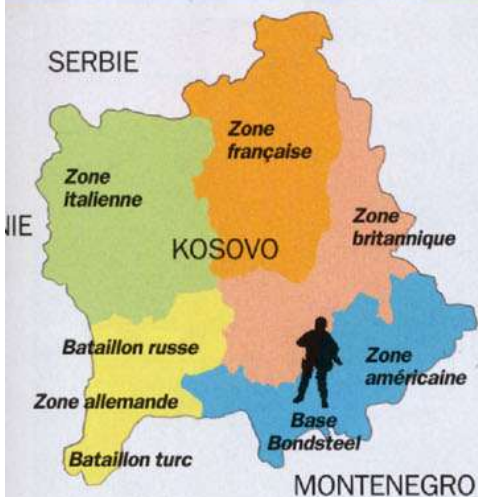 SERBIE
Zone
française
Zone
italienne
Zone
britannique
NIE
KOSOVO
Bataillon russe
Zone
américaine
Zone allemande
Base
Bondsteel
Bataillon turc
MONTENEGRO